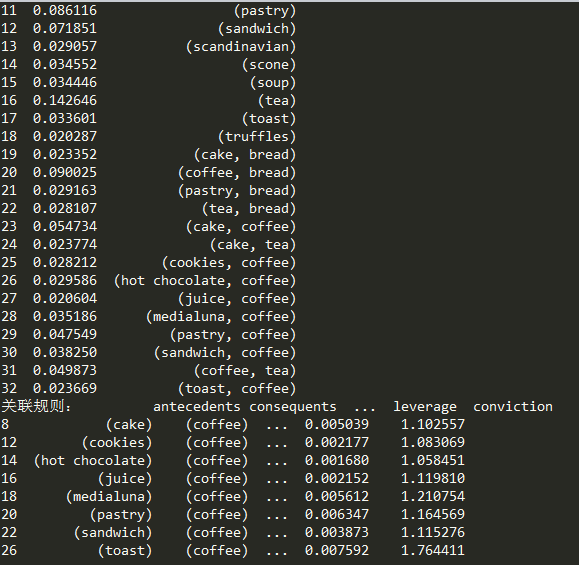 11  0.086116                 (pastry)
12  0.071851               (sandwich)
13  0.029057           (scandinavian)
14  0.034552                  (scone)
15  0.034446                   (soup)
16  0.142646                    (tea)
17  0.033601                  (toast)
18  0.020287               (truffles)
19  0.023352            (cake, bread)
20  0.090025          (coffee, bread)
21  0.029163          (pastry, bread)
22  0.028107             (tea, bread)
23  0.054734           (cake, coffee)
24  0.023774              (cake, tea)
25  0.028212        (cookies, coffee)
26  0.029586  (hot chocolate, coffee)
27  0.020604          (juice, coffee)
28  0.035186      (medialuna, coffee)
29  0.047549         (pastry, coffee)
30  0.038250       (sandwich, coffee)
31  0.049873            (coffee, tea)
32  0.023669          (toast, coffee)
关联规则:         antecedents consequents  ...  leverage  conviction
8            (cake)    (coffee)  ...  0.005039    1.102557
12        (cookies)    (coffee)  ...  0.002177    1.083069
14  (hot chocolate)    (coffee)  ...  0.001680    1.058451
16          (juice)    (coffee)  ...  0.002152    1.119810
18      (medialuna)    (coffee)  ...  0.005612    1.210754
20         (pastry)    (coffee)  ...  0.006347    1.164569
22       (sandwich)    (coffee)  ...  0.003873    1.115276
26          (toast)    (coffee)  ...  0.007592    1.764411